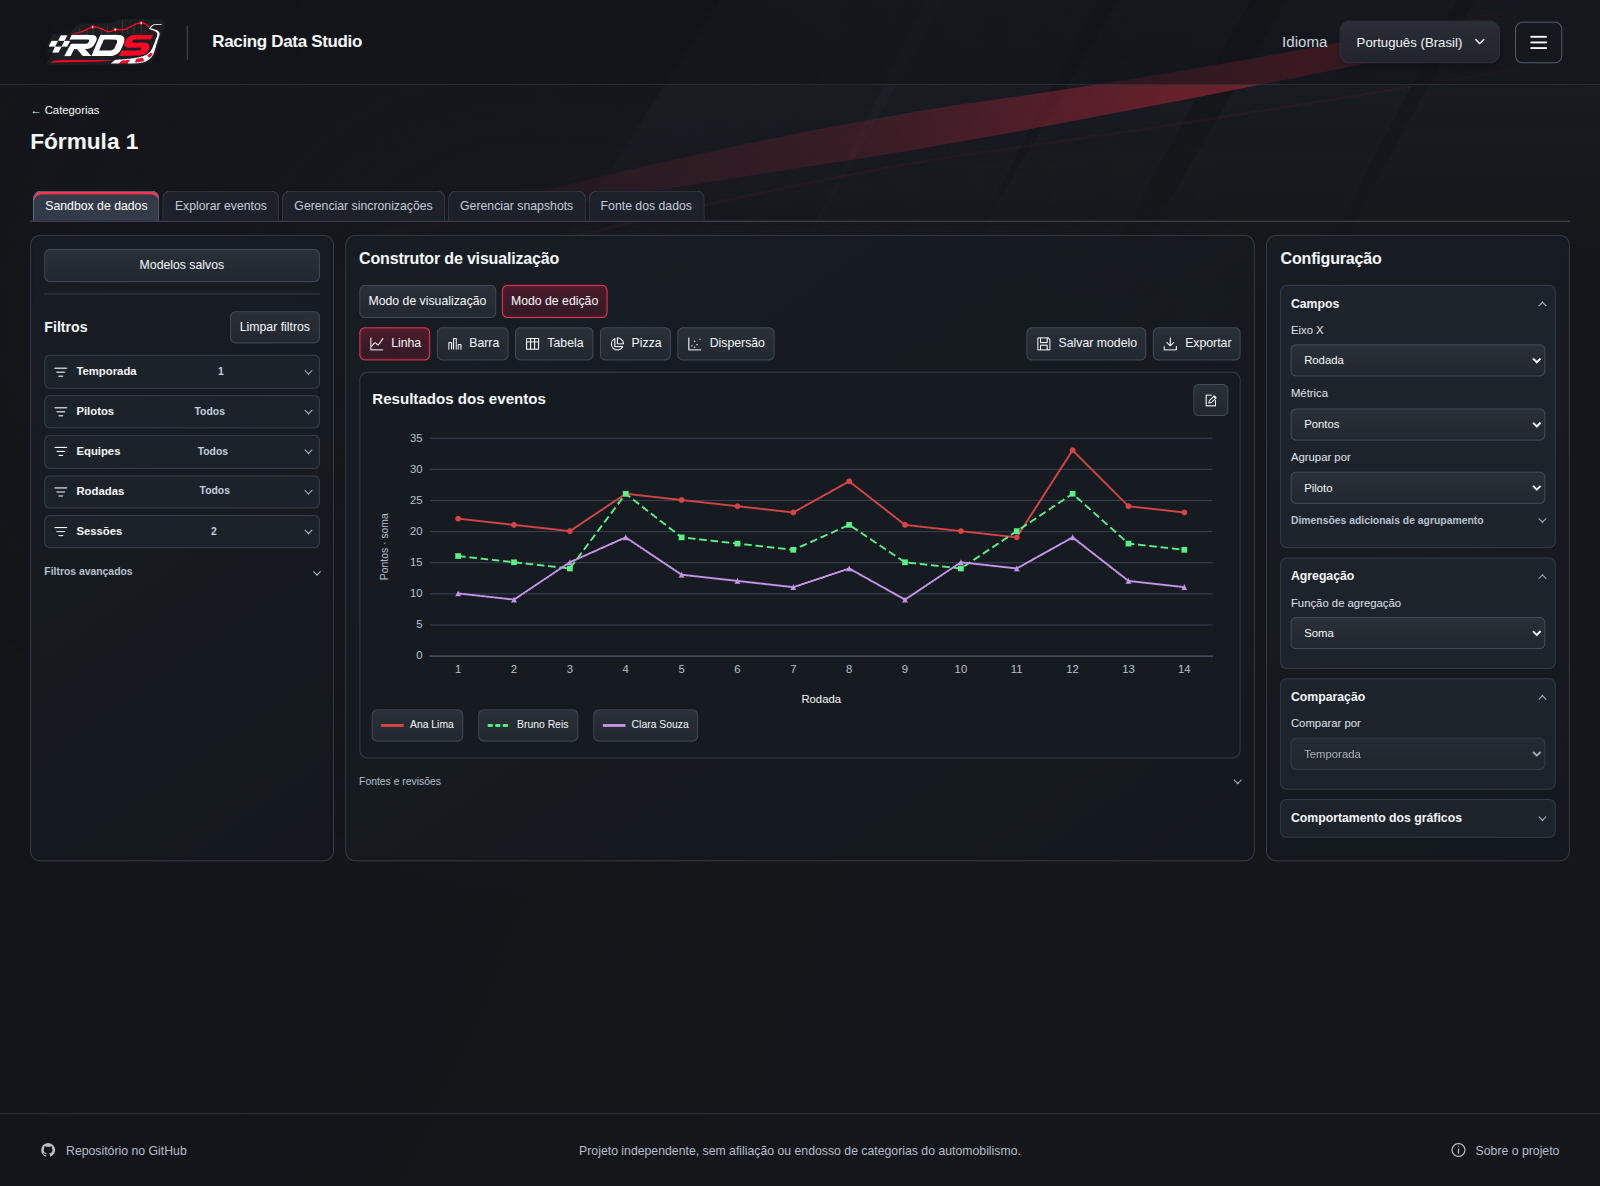 RDS
Racing Data Studio
Idioma
Português (Brasil)
← Categorias
Fórmula 1
Sandbox de dados
Explorar eventos
Gerenciar sincronizações
Gerenciar snapshots
Fonte dos dados
Modelos salvos
Filtros
Limpar filtros
Temporada 1
Pilotos Todos
Equipes Todos
Rodadas Todos
Sessões 2
Filtros avançados
Construtor de visualização
Modo de visualização
Modo de edição
Linha
Barra
Tabela
Pizza
Dispersão
Salvar modelo
Exportar
Resultados dos eventos
Pontos · soma
35
30
25
20
15
10
5
0
1 2 3 4 5 6 7 8 9 10 11 12 13 14
Rodada
Ana Lima
Bruno Reis
Clara Souza
Fontes e revisões
Configuração
Campos
Eixo X
Rodada
Métrica
Pontos
Agrupar por
Piloto
Dimensões adicionais de agrupamento
Agregação
Função de agregação
Soma
Comparação
Comparar por
Temporada
Comportamento dos gráficos
Repositório no GitHub
Projeto independente, sem afiliação ou endosso de categorias do automobilismo.
Sobre o projeto